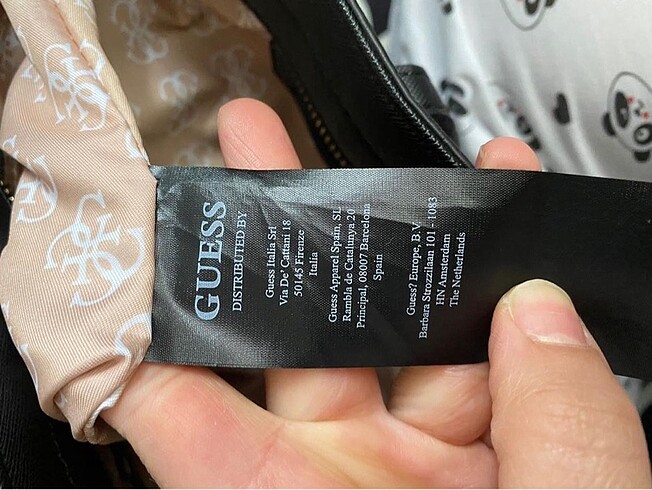 GUESS
DISTRIBUTED BY
Guess Italia Srl
Via De' Cattani 18
50145 Firenze
Italia
Guess Apparel Spain, SL
Rambla de Catalunya 2
Principal, 08007 Barcelona
Spain
Guess? Europe, B.V.
Barbara Strozzilaan 101 - 1083
HN Amsterdam
The Netherlands